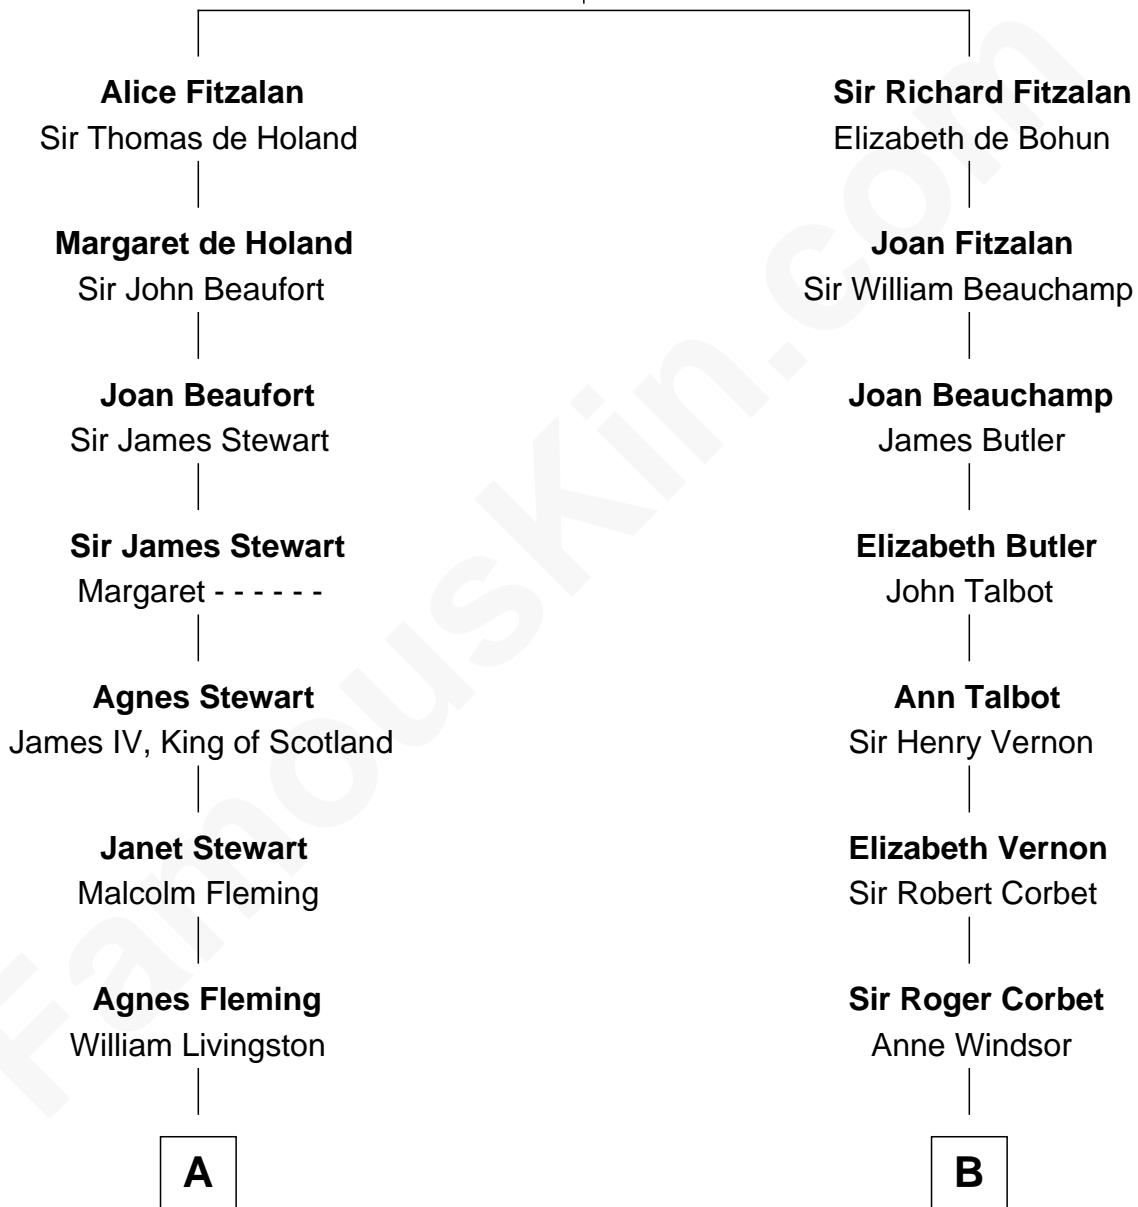 Alice Fitzalan
Sir Thomas de Holand
Margaret de Holand
Sir John Beaufort
Joan Beaufort
Sir James Stewart
Sir James Stewart
Margaret - - - - - -
Agnes Stewart
James IV, King of Scotland
Janet Stewart
Malcolm Fleming
Agnes Fleming
William Livingston
A
Sir Richard Fitzalan
Elizabeth de Bohun
Joan Fitzalan
Sir William Beauchamp
Joan Beauchamp
James Butler
Elizabeth Butler
John Talbot
Ann Talbot
Sir Henry Vernon
Elizabeth Vernon
Sir Robert Corbet
Sir Roger Corbet
Anne Windsor
B
FamousKin.com